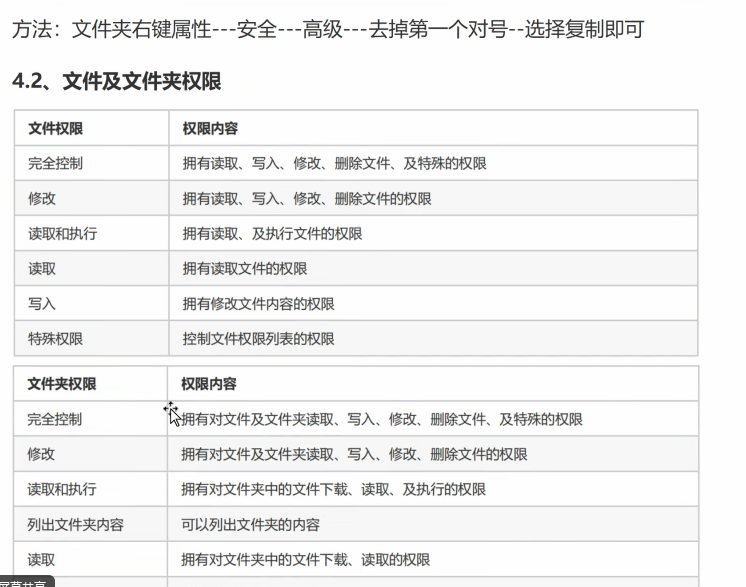 方法：文件夹右键属性---安全---高级---去掉第一个对号--选择复制即可
4.2、文件及文件夹权限
文件权限 权限内容
完全控制 拥有读取、写入、修改、删除文件、及特殊的权限
修改 拥有读取、写入、修改、删除文件的权限
读取和执行 拥有读取、及执行文件的权限
读取 拥有读取文件的权限
写入 拥有修改文件内容的权限
特殊权限 控制文件权限列表的权限
文件夹权限 权限内容
完全控制 拥有对文件及文件夹读取、写入、修改、删除文件、及特殊的权限
修改 拥有对文件及文件夹读取、写入、修改、删除文件的权限
读取和执行 拥有对文件夹中的文件下载、读取、及执行的权限
列出文件夹内容 可以列出文件夹的内容
读取 拥有对文件夹中的文件下载、读取的权限